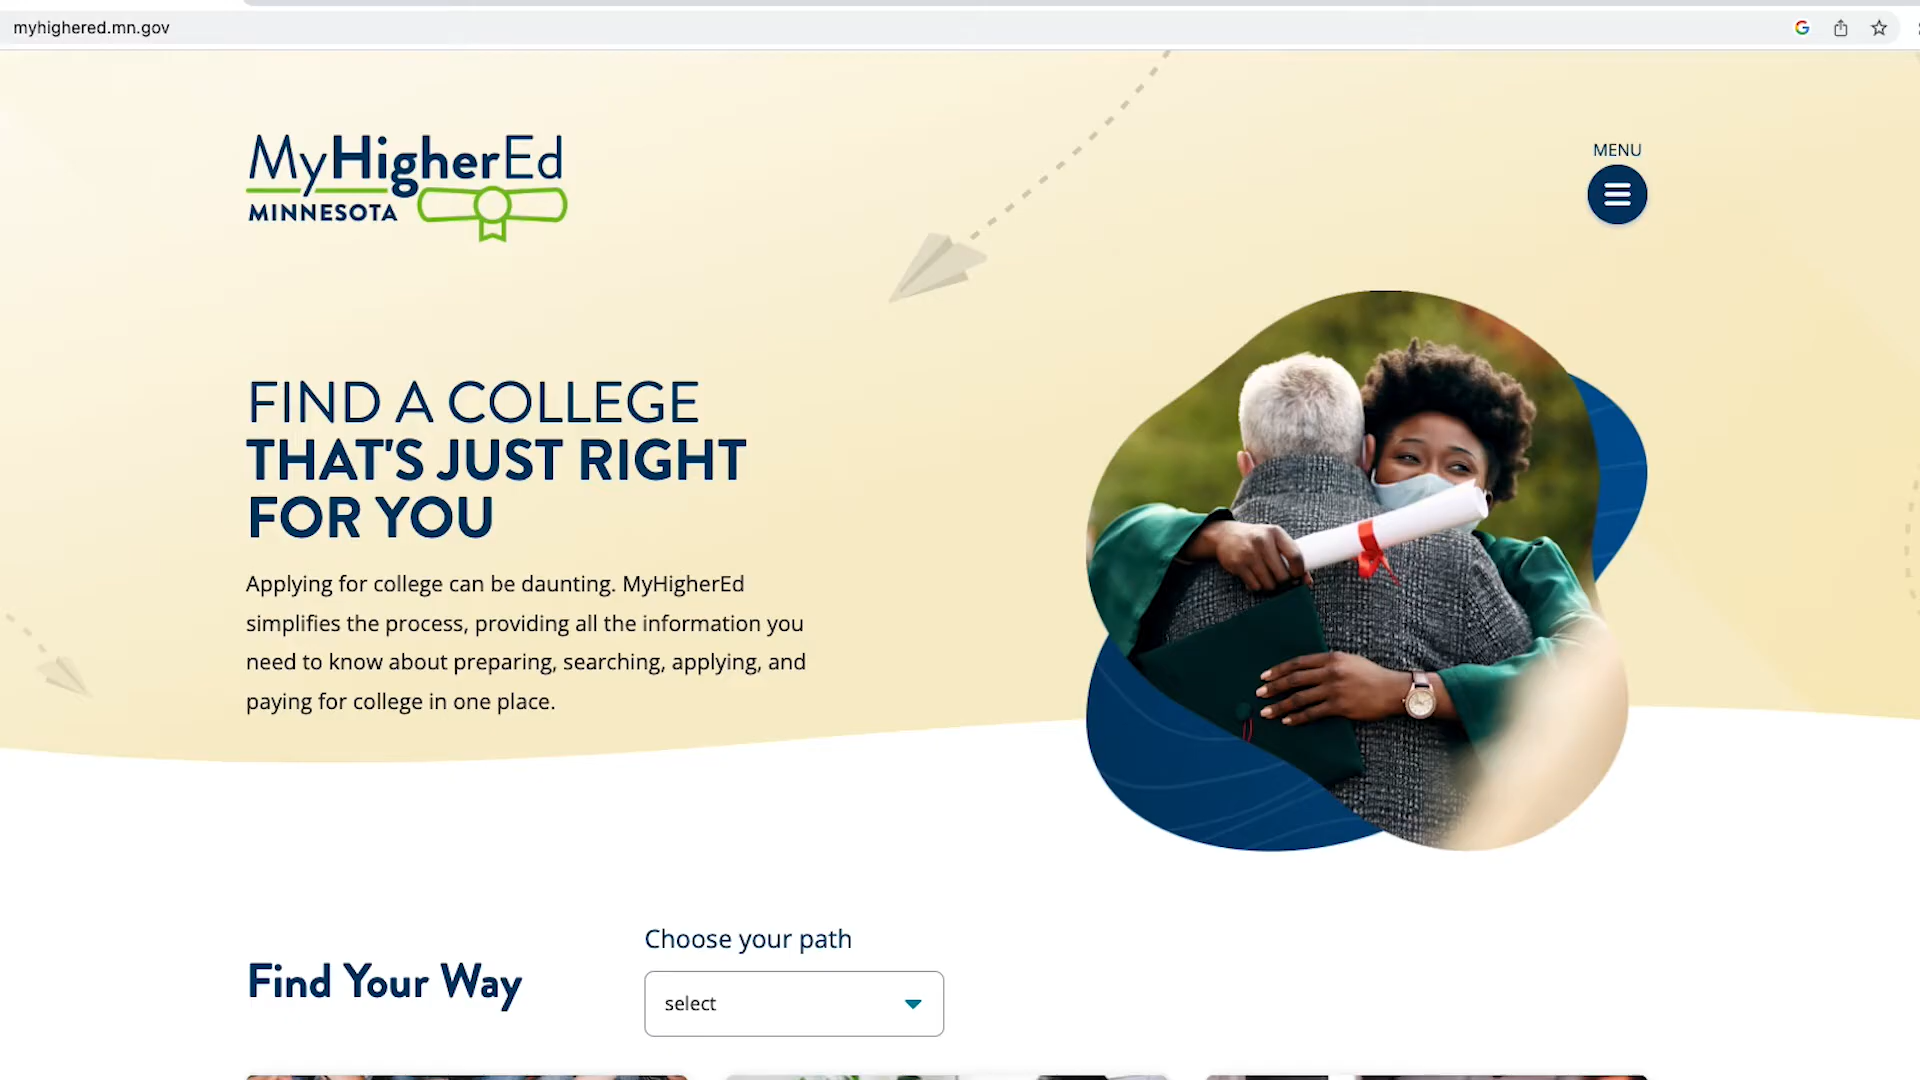 myhighered.mn.gov
MyHigherEd
MINNESOTA
MENU
FIND A COLLEGE
THAT'S JUST RIGHT
FOR YOU
Applying for college can be daunting. MyHigherEd
simplifies the process, providing all the information you
need to know about preparing, searching, applying, and
paying for college in one place.
Find Your Way
Choose your path
select